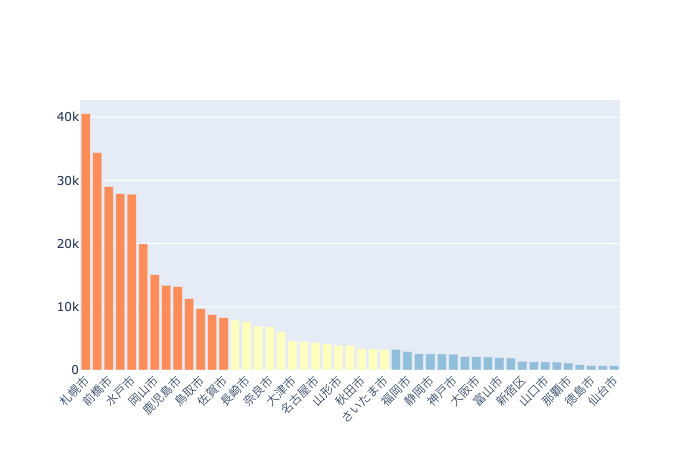 40k
30k
20k
10k
0
札幌市
前橋市
水戸市
岡山市
鹿児島市
鳥取市
佐賀市
長崎市
奈良市
大津市
名古屋市
山形市
秋田市
さいたま市
福岡市
静岡市
神戸市
大阪市
富山市
新宿区
山口市
那覇市
徳島市
仙台市